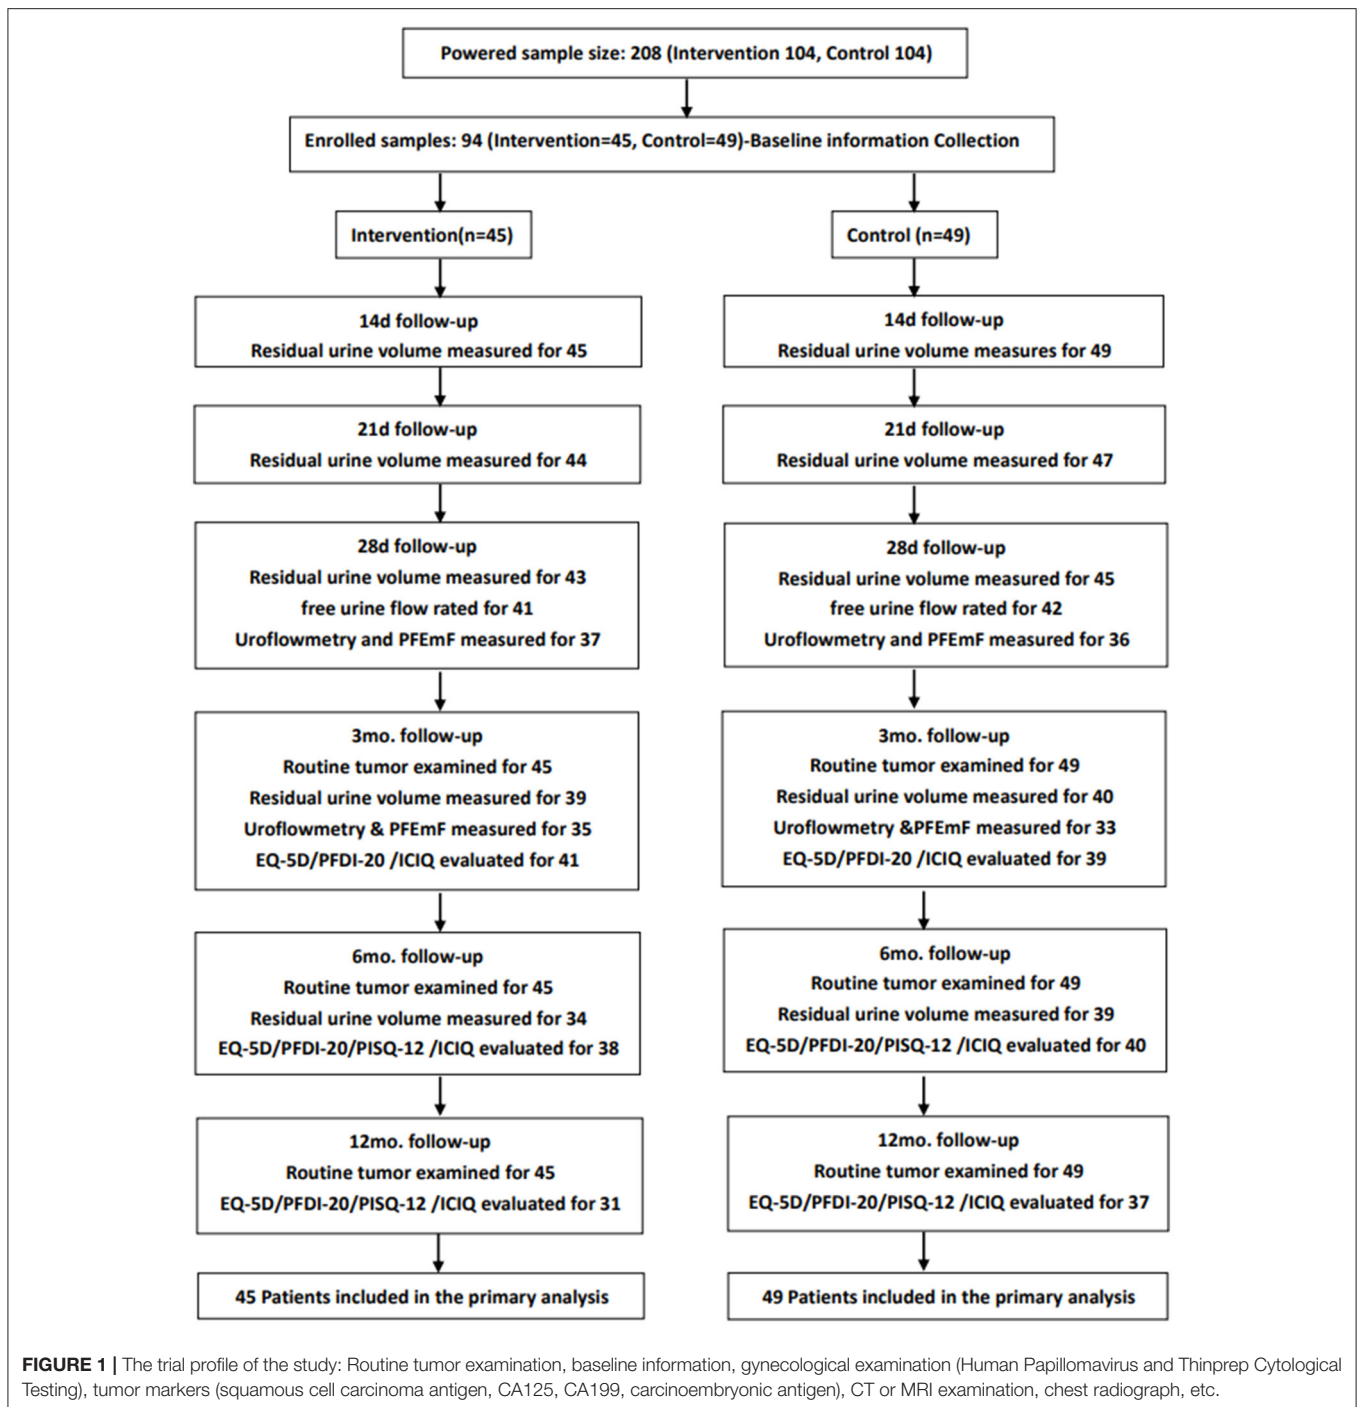 Powered sample size: 208 (Intervention 104, Control 104)
Enrolled samples: 94 (Intervention=45, Control=49)-Baseline information Collection
Intervention(n=45)
14d follow-up
Residual urine volume measured for 45
21d follow-up
Residual urine volume measured for 44
28d follow-up
Residual urine volume measured for 43
free urine flow rated for 41
Uroflowmetry and PFEmF measured for 37
3mo. follow-up
Routine tumor examined for 45
Residual urine volume measured for 39
Uroflowmetry & PFEmF measured for 35
EQ-5D/PFDI-20 /ICIQ evaluated for 41
6mo. follow-up
Routine tumor examined for 45
Residual urine volume measured for 34
EQ-5D/PFDI-20/PISQ-12 /ICIQ evaluated for 38
12mo. follow-up
Routine tumor examined for 45
EQ-5D/PFDI-20/PISQ-12 /ICIQ evaluated for 31
45 Patients included in the primary analysis
Control (n=49)
14d follow-up
Residual urine volume measures for 49
21d follow-up
Residual urine volume measured for 47
28d follow-up
Residual urine volume measured for 45
free urine flow rated for 42
Uroflowmetry and PFEmF measured for 36
3mo. follow-up
Routine tumor examined for 49
Residual urine volume measured for 40
Uroflowmetry &PFEmF measured for 33
EQ-5D/PFDI-20 /ICIQ evaluated for 39
6mo. follow-up
Routine tumor examined for 49
Residual urine volume measured for 39
EQ-5D/PFDI-20/PISQ-12 /ICIQ evaluated for 40
12mo. follow-up
Routine tumor examined for 49
EQ-5D/PFDI-20/PISQ-12 /ICIQ evaluated for 37
49 Patients included in the primary analysis
FIGURE 1 | The trial profile of the study: Routine tumor examination, baseline information, gynecological examination (Human Papillomavirus and Thinprep Cytological
Testing), tumor markers (squamous cell carcinoma antigen, CA125, CA199, carcinoembryonic antigen), CT or MRI examination, chest radiograph, etc.